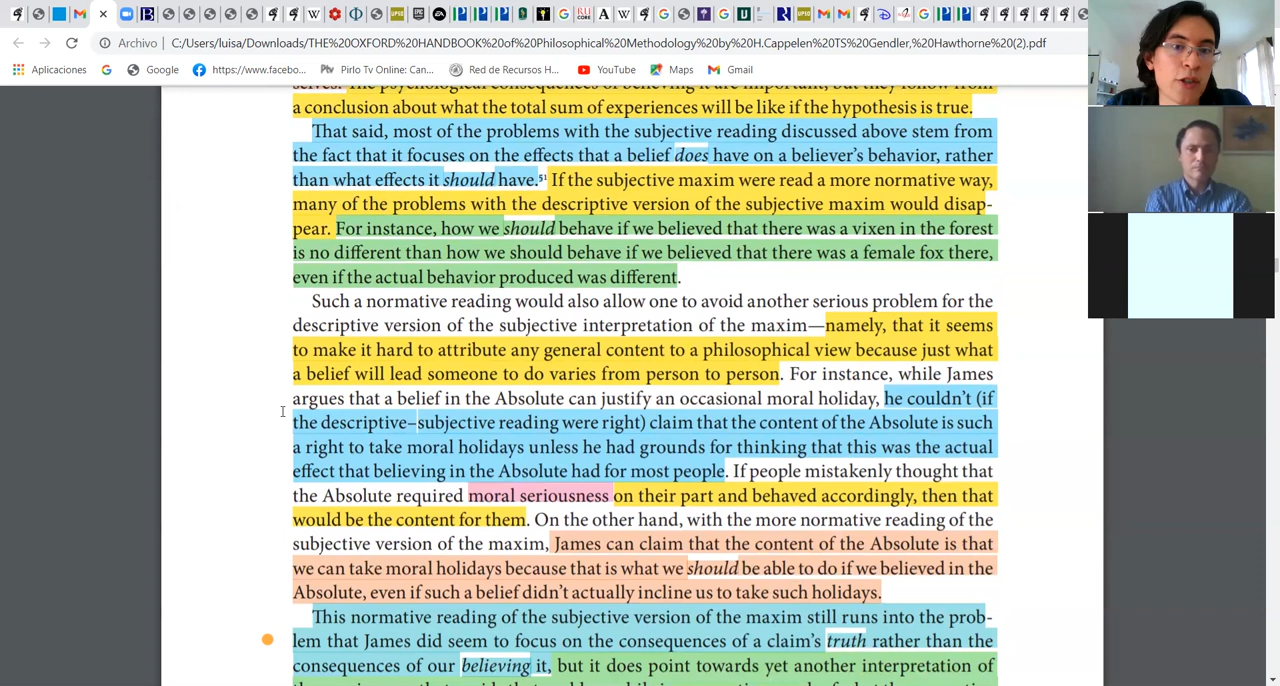 Archivo
C:/Users/luisa/Downloads/THE%20OXFORD%20HANDBOOK%20of%20Philosophical%20Methodology%20by%20H.Cappelen%20TS%20Gendler,%20Hawthorne%20(2).pdf
Aplicaciones
Google
https://www.facebo...
Pirlo Tv Online: Can...
Red de Recursos H...
YouTube
Maps
Gmail
serves. The psychological consequences of believing it are important, but they follow from
a conclusion about what the total sum of experiences will be like if the hypothesis is true.
That said, most of the problems with the subjective reading discussed above stem from
the fact that it focuses on the effects that a belief does have on a believer's behavior, rather
than what effects it should have.51 If the subjective maxim were read a more normative way,
many of the problems with the descriptive version of the subjective maxim would disap-
pear. For instance, how we should behave if we believed that there was a vixen in the forest
is no different than how we should behave if we believed that there was a female fox there,
even if the actual behavior produced was different.
Such a normative reading would also allow one to avoid another serious problem for the
descriptive version of the subjective interpretation of the maxim—namely, that it seems
to make it hard to attribute any general content to a philosophical view because just what
a belief will lead someone to do varies from person to person. For instance, while James
argues that a belief in the Absolute can justify an occasional moral holiday, he couldn't (if
the descriptive–subjective reading were right) claim that the content of the Absolute is such
a right to take moral holidays unless he had grounds for thinking that this was the actual
effect that believing in the Absolute had for most people. If people mistakenly thought that
the Absolute required moral seriousness on their part and behaved accordingly, then that
would be the content for them. On the other hand, with the more normative reading of the
subjective version of the maxim, James can claim that the content of the Absolute is that
we can take moral holidays because that is what we should be able to do if we believed in the
Absolute, even if such a belief didn't actually incline us to take such holidays.
This normative reading of the subjective version of the maxim still runs into the prob-
lem that James did seem to focus on the consequences of a claim's truth rather than the
consequences of our believing it, but it does point towards yet another interpretation of